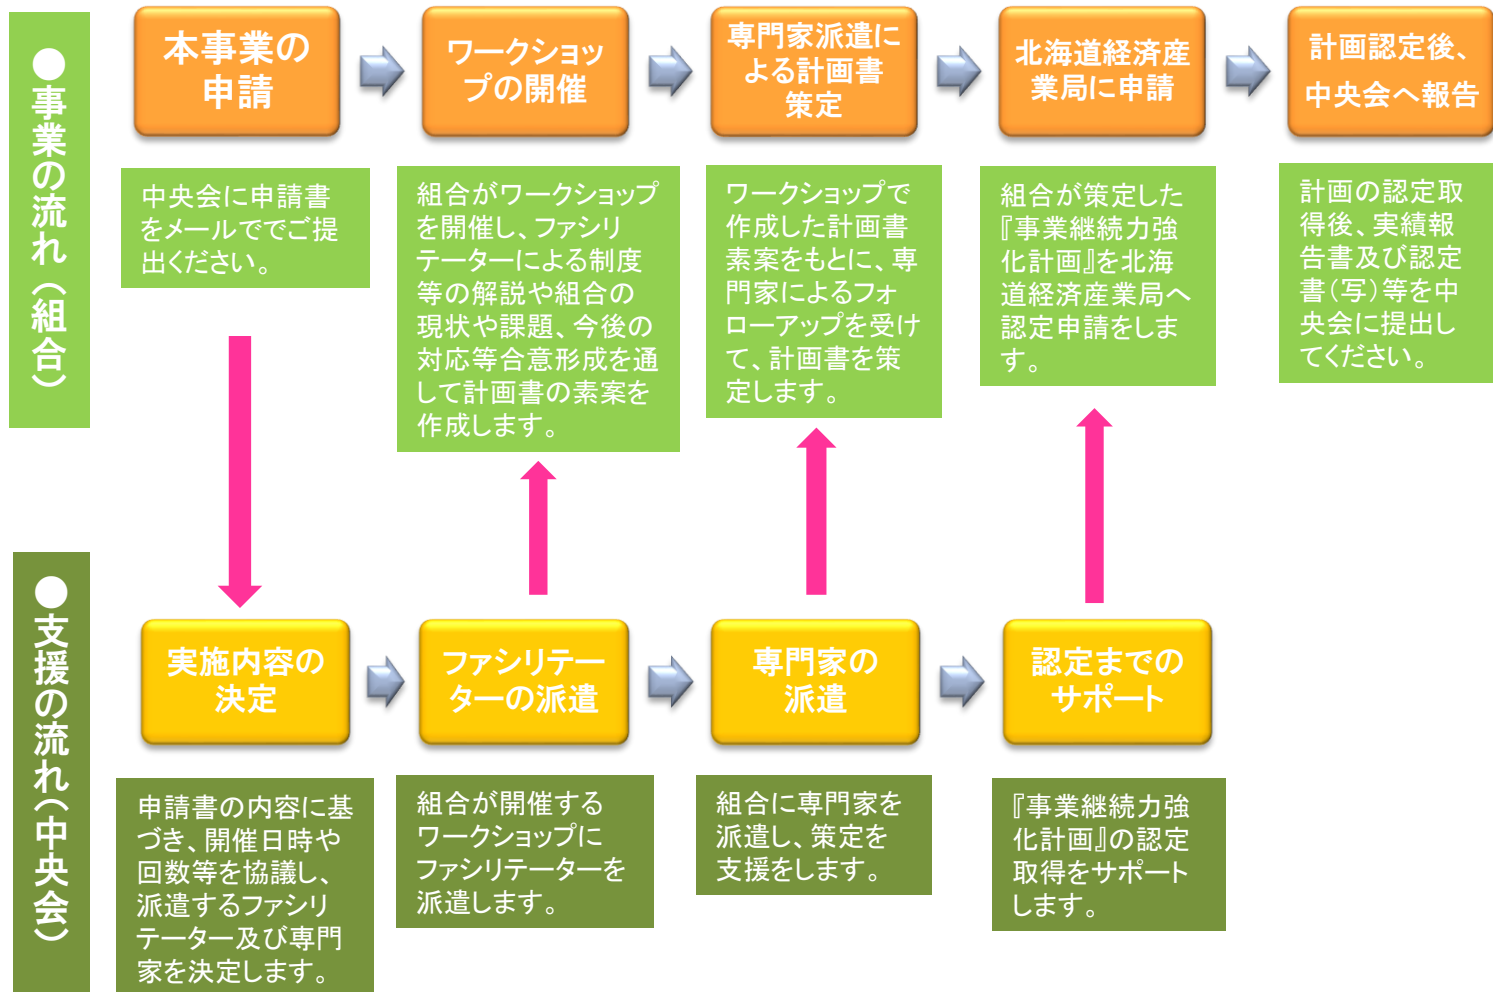 ●事業の流れ（組合）
本事業の
申請
ワークショッ
プの開催
専門家派遣に
よる計画書
策定
北海道経済産
業局に申請
計画認定後、
中央会へ報告
中央会に申請書
をメールででご提
出ください。
組合がワークショップ
を開催し、ファシリ
テーターによる制度
等の解説や組合の
現状や課題、今後の
対応等合意形成を通
して計画書の素案を
作成します。
ワークショップで
作成した計画書
素案をもとに、専
門家によるフォ
ローアップを受け
て、計画書を策
定します。
組合が策定した
『事業継続力強
化計画』を北海
道経済産業局へ
認定申請をしま
す。
計画の認定取
得後、実績報
告書及び認定
書（写）等を中
央会に提出し
てください。
●支援の流れ（中央会）
実施内容の
決定
ファシリテー
ターの派遣
専門家の
派遣
認定までの
サポート
申請書の内容に基
づき、開催日時や
回数等を協議し、
派遣するファシリ
テーター及び専門
家を決定します。
組合が開催する
ワークショップに
ファシリテーターを
派遣します。
組合に専門家を
派遣し、策定を
支援をします。
『事業継続力強
化計画』の認定
取得をサポート
します。